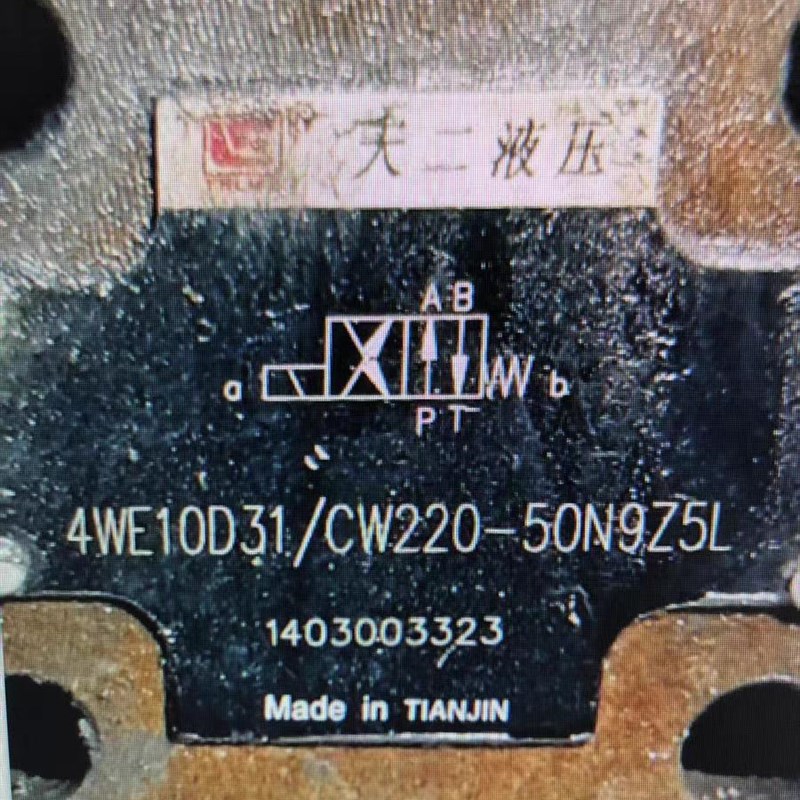 天二液压
A B
a b
P T
4WE10D31/CW220-50N9Z5L
1403003323
Made in TIANJIN